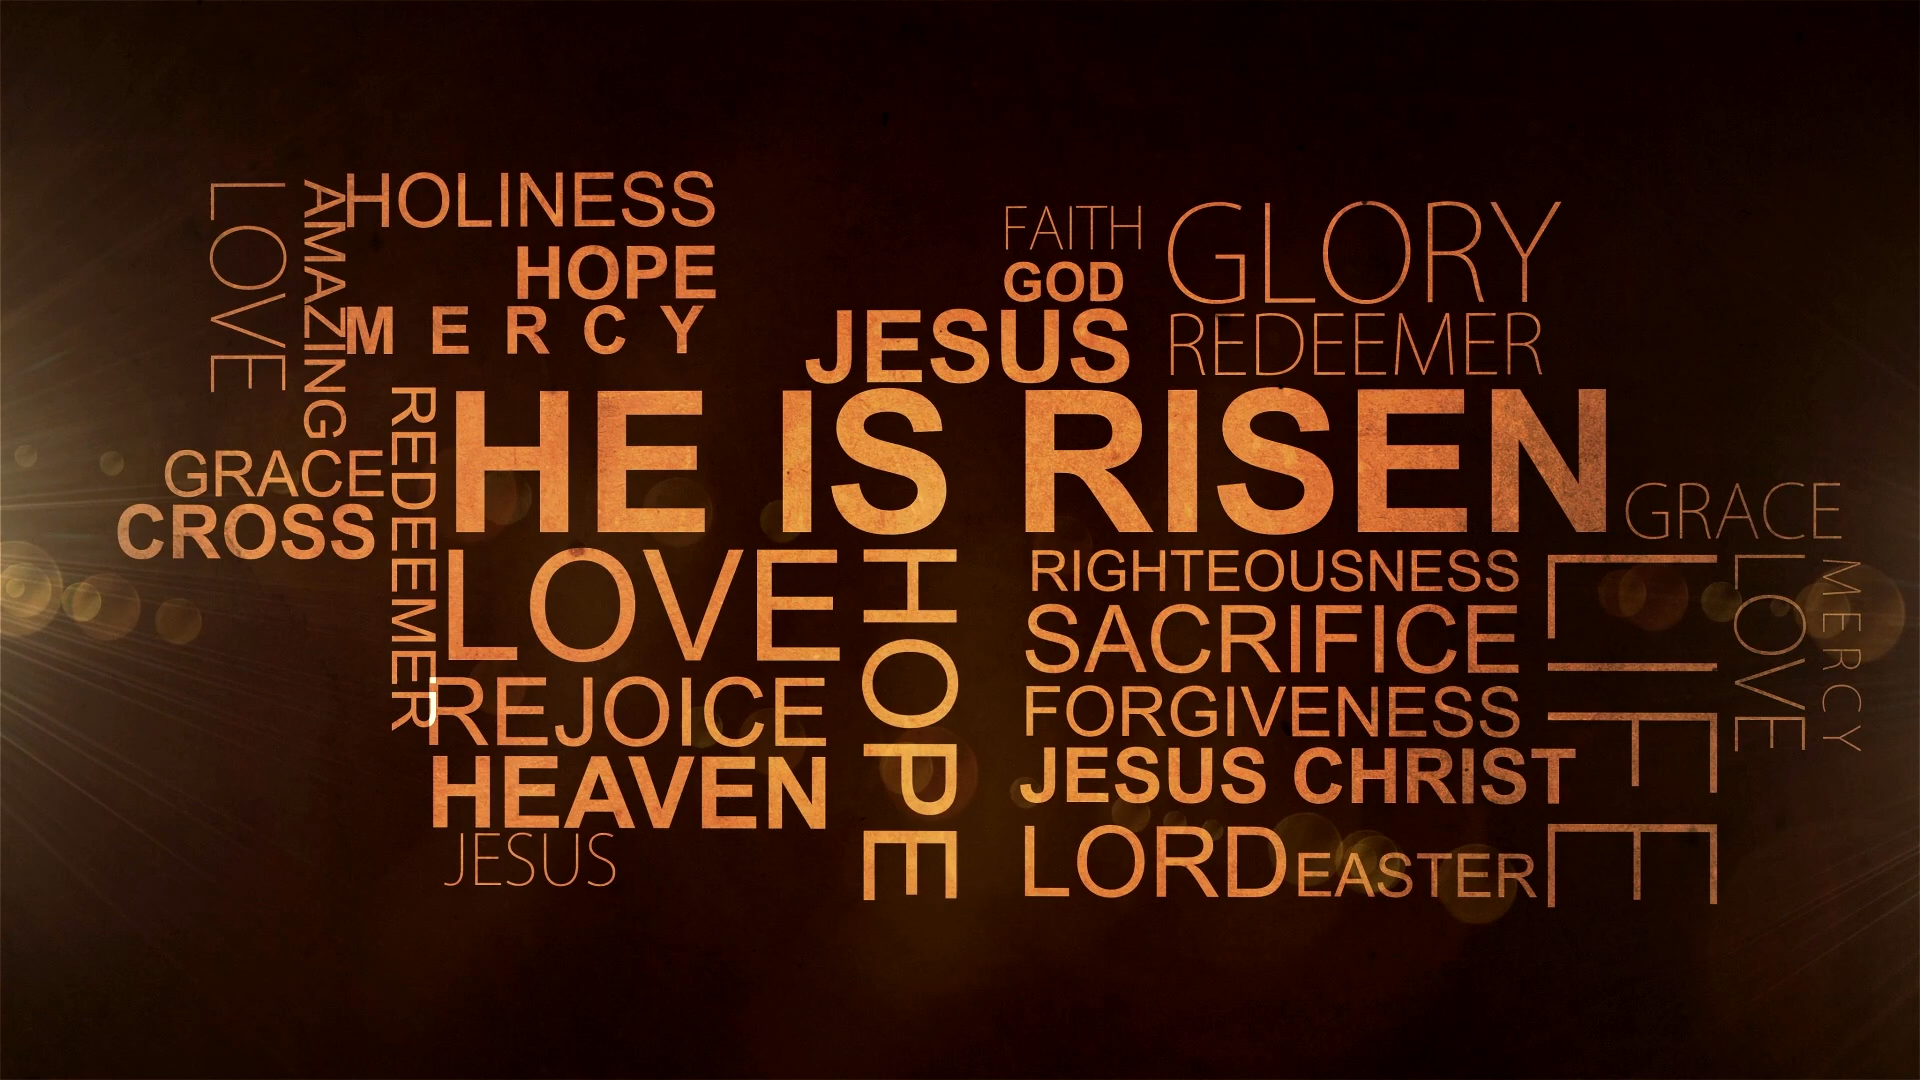 LOVE
AMAZING
HOLINESS
HOPE
MERCY
FAITH
GLORY
GOD
JESUS
REDEEMER
REDEEMER
HE IS RISEN
GRACE
CROSS
GRACE
LOVE
HOPE
RIGHTEOUSNESS
LIFE
LOVE
MERCY
SACRIFICE
REJOICE
FORGIVENESS
HEAVEN
JESUS CHRIST
JESUS
LORD EASTER